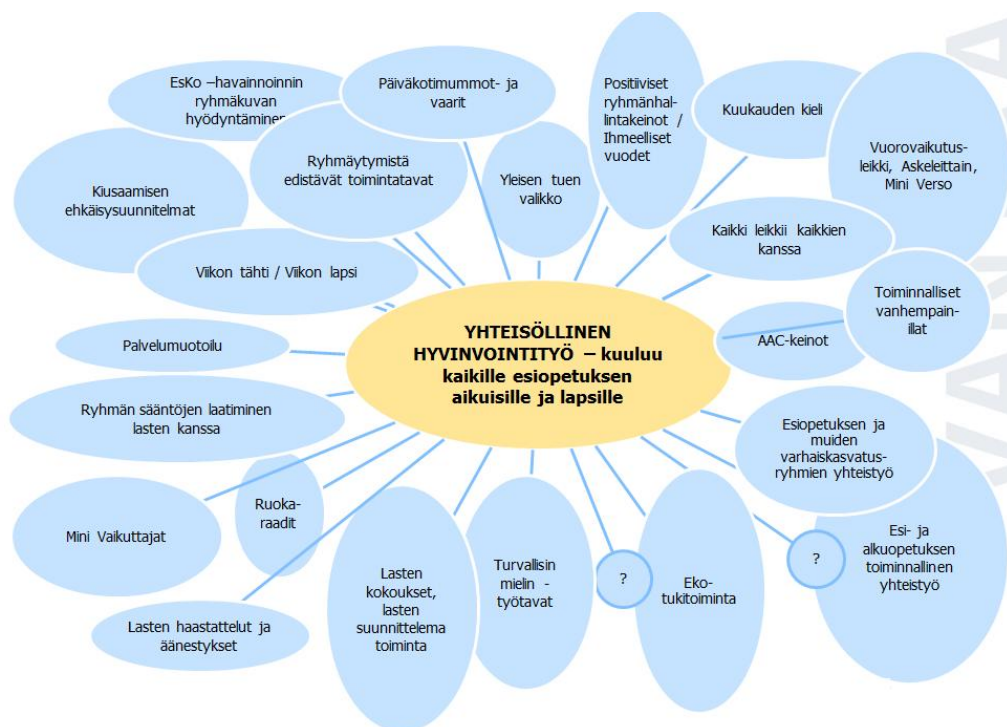 EsKo –havainnoinnin
ryhmäkuvan
hyödyntäminen
Päiväkotimummot- ja
vaarit
Positiiviset
ryhmänhal-
lintakeinot /
Ihmeelliset
vuodet
Kuukauden kieli
Vuorovaikutus-
leikki, Askeleittain,
Mini Verso
Kiusaamisen
ehkäisysuunnitelmat
Ryhmäytymistä
edistävät toimintatavat
Yleisen tuen
valikko
Kaikki leikkii kaikkien
kanssa
Viikon tähti / Viikon lapsi
Toiminnalliset
vanhempain-
illat
YHTEISÖLLINEN
HYVINVOINTITYÖ – kuuluu
kaikille esiopetuksen
aikuisille ja lapsille
Palvelumuotoilu
AAC-keinot
Ryhmän sääntöjen laatiminen
lasten kanssa
Esiopetuksen ja
muiden
varhaiskasvatus-
ryhmien yhteistyö
Mini Vaikuttajat
Ruoka-
raadit
Lasten
kokoukset,
lasten
suunnittelema
toiminta
Turvallisin
mielin -
työtavat
?
Eko-
tukitoiminta
?
Esi- ja
alkuopetuksen
toiminnallinen
yhteistyö
Lasten haastattelut ja
äänestykset